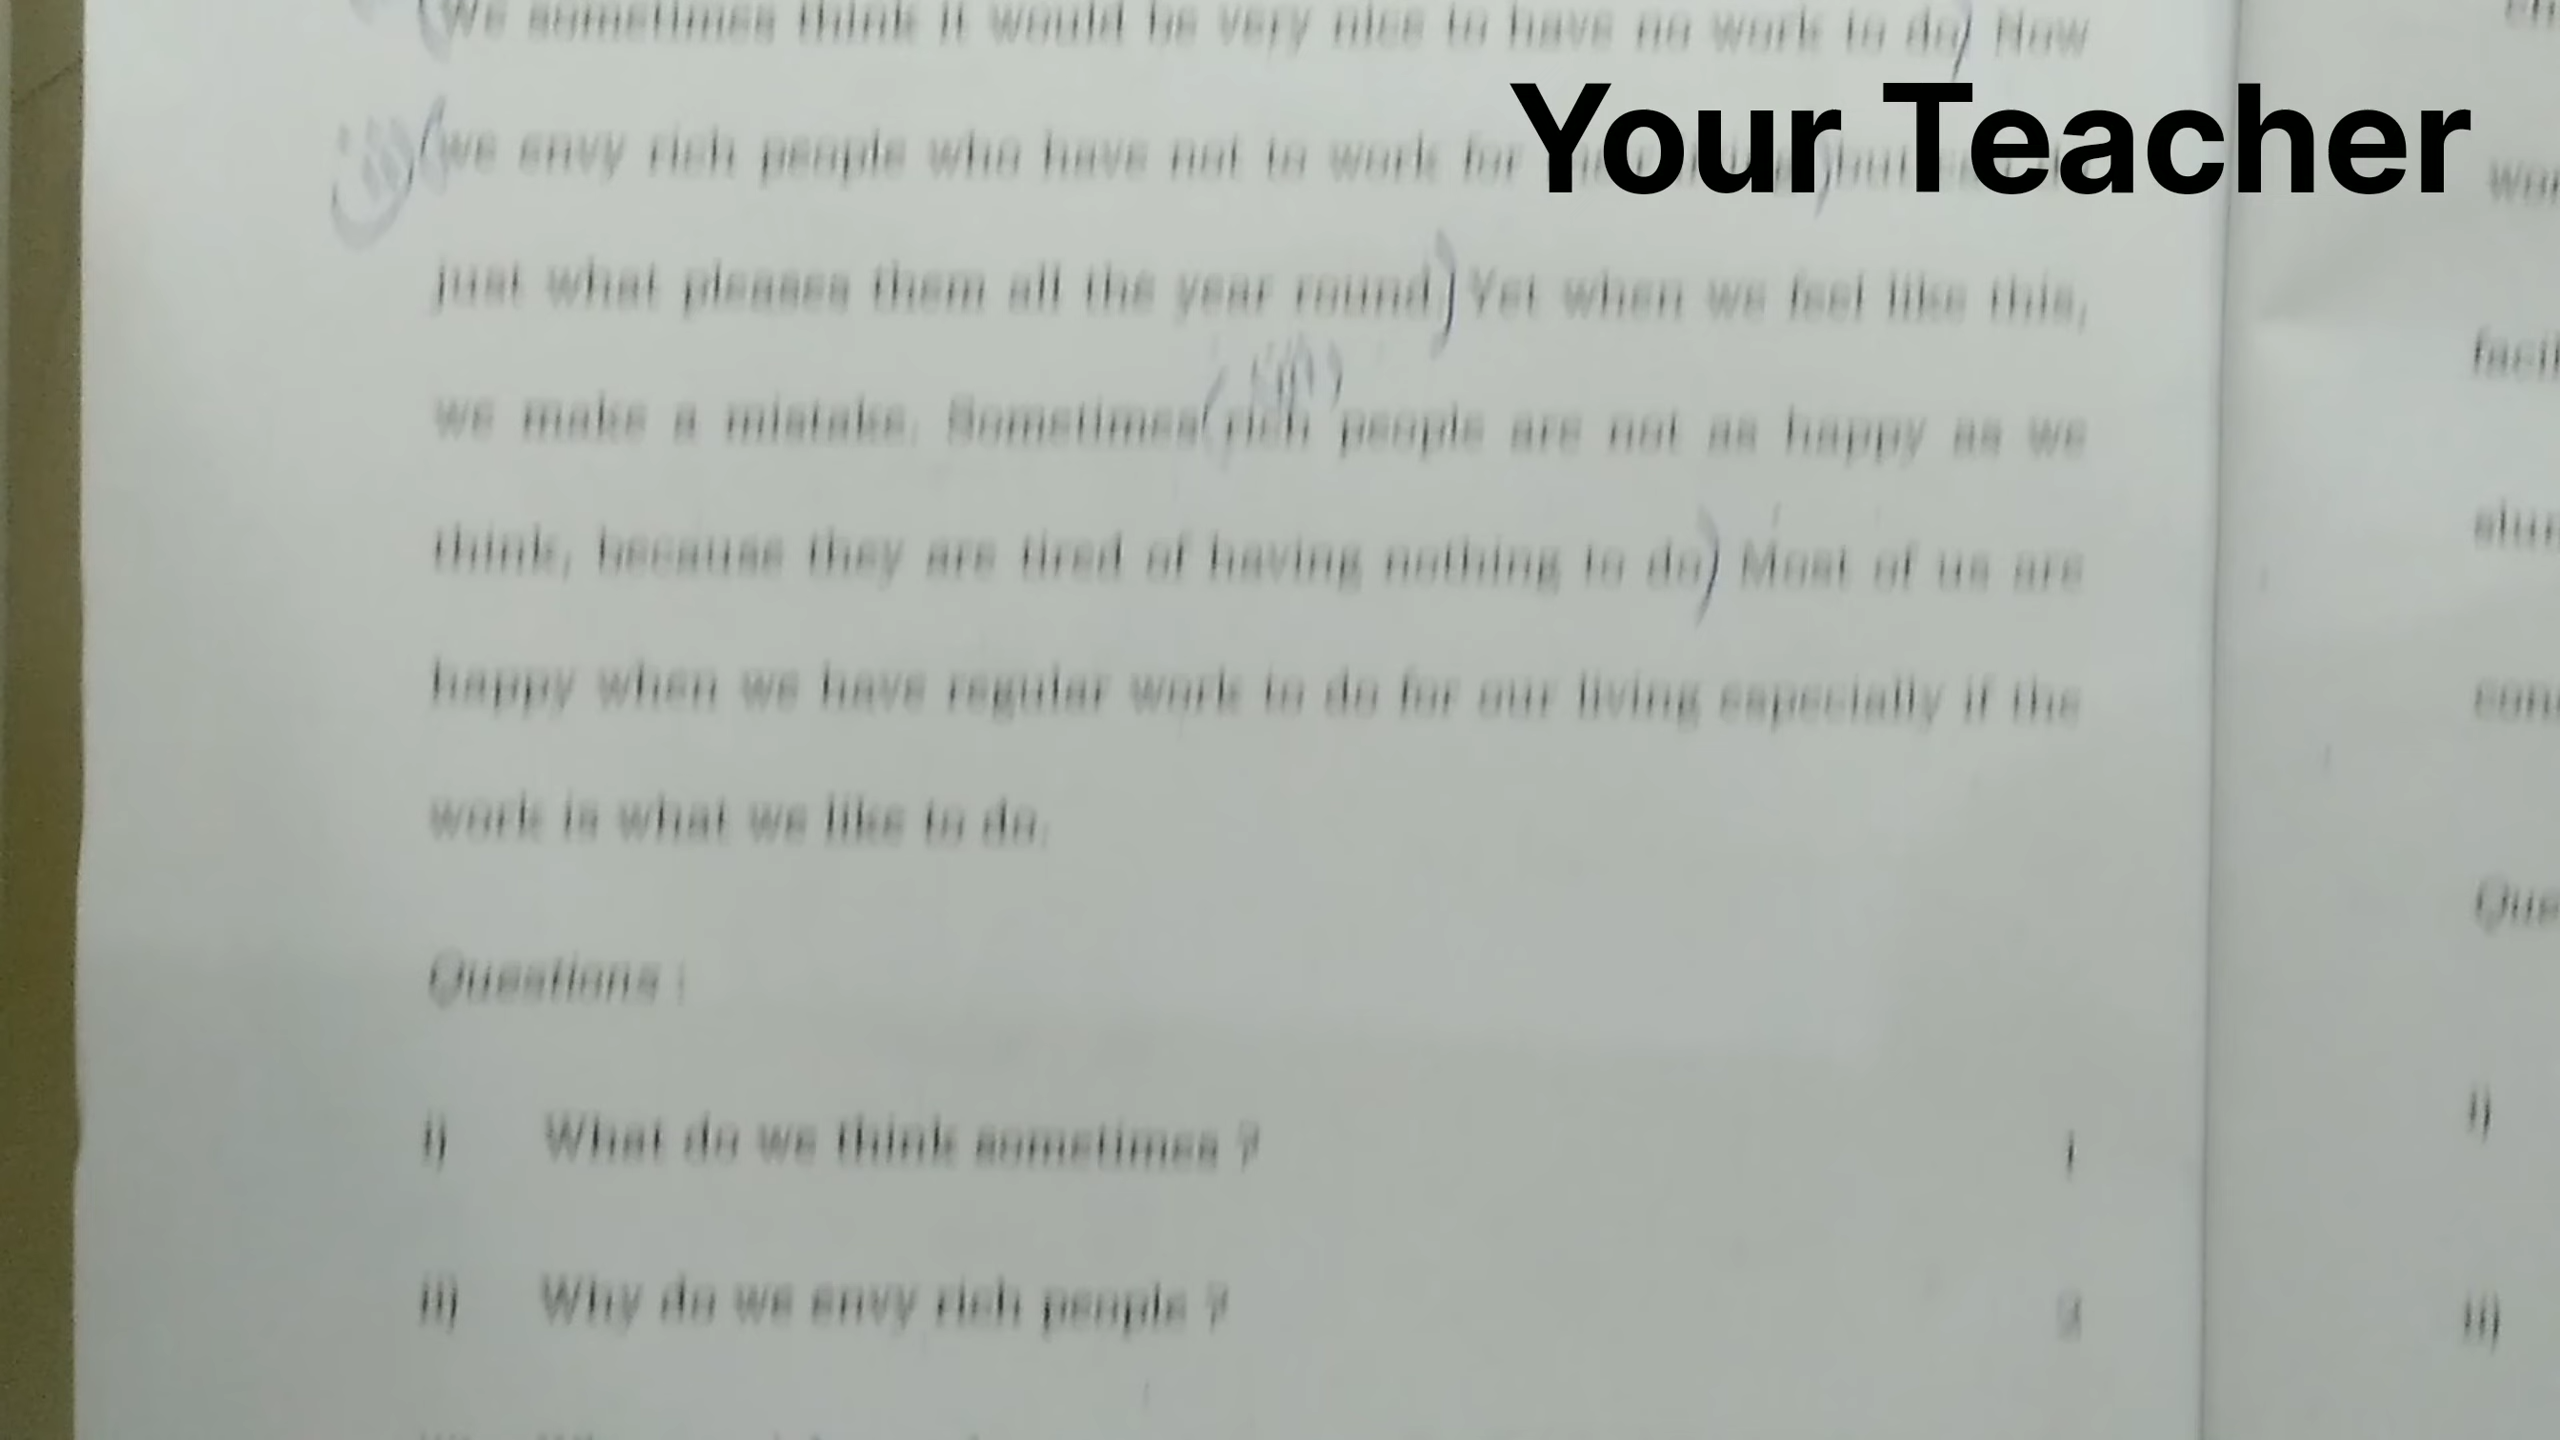 We sometimes think it would be very nice to have no work to do) How
Your Teacher
(we envy rich people who have not to work for
just what pleases them all the year round) Yet when we feel like this,
we make a mistake. Sometimes (rich people are not as happy as we
think, because they are tired of having nothing to do) Most of us are
happy when we have regular work to do for our living especially if the
work is what we like to do.
Questions :
i) What do we think sometimes ? 1
ii) Why do we envy rich people ? 2
i)
ii)